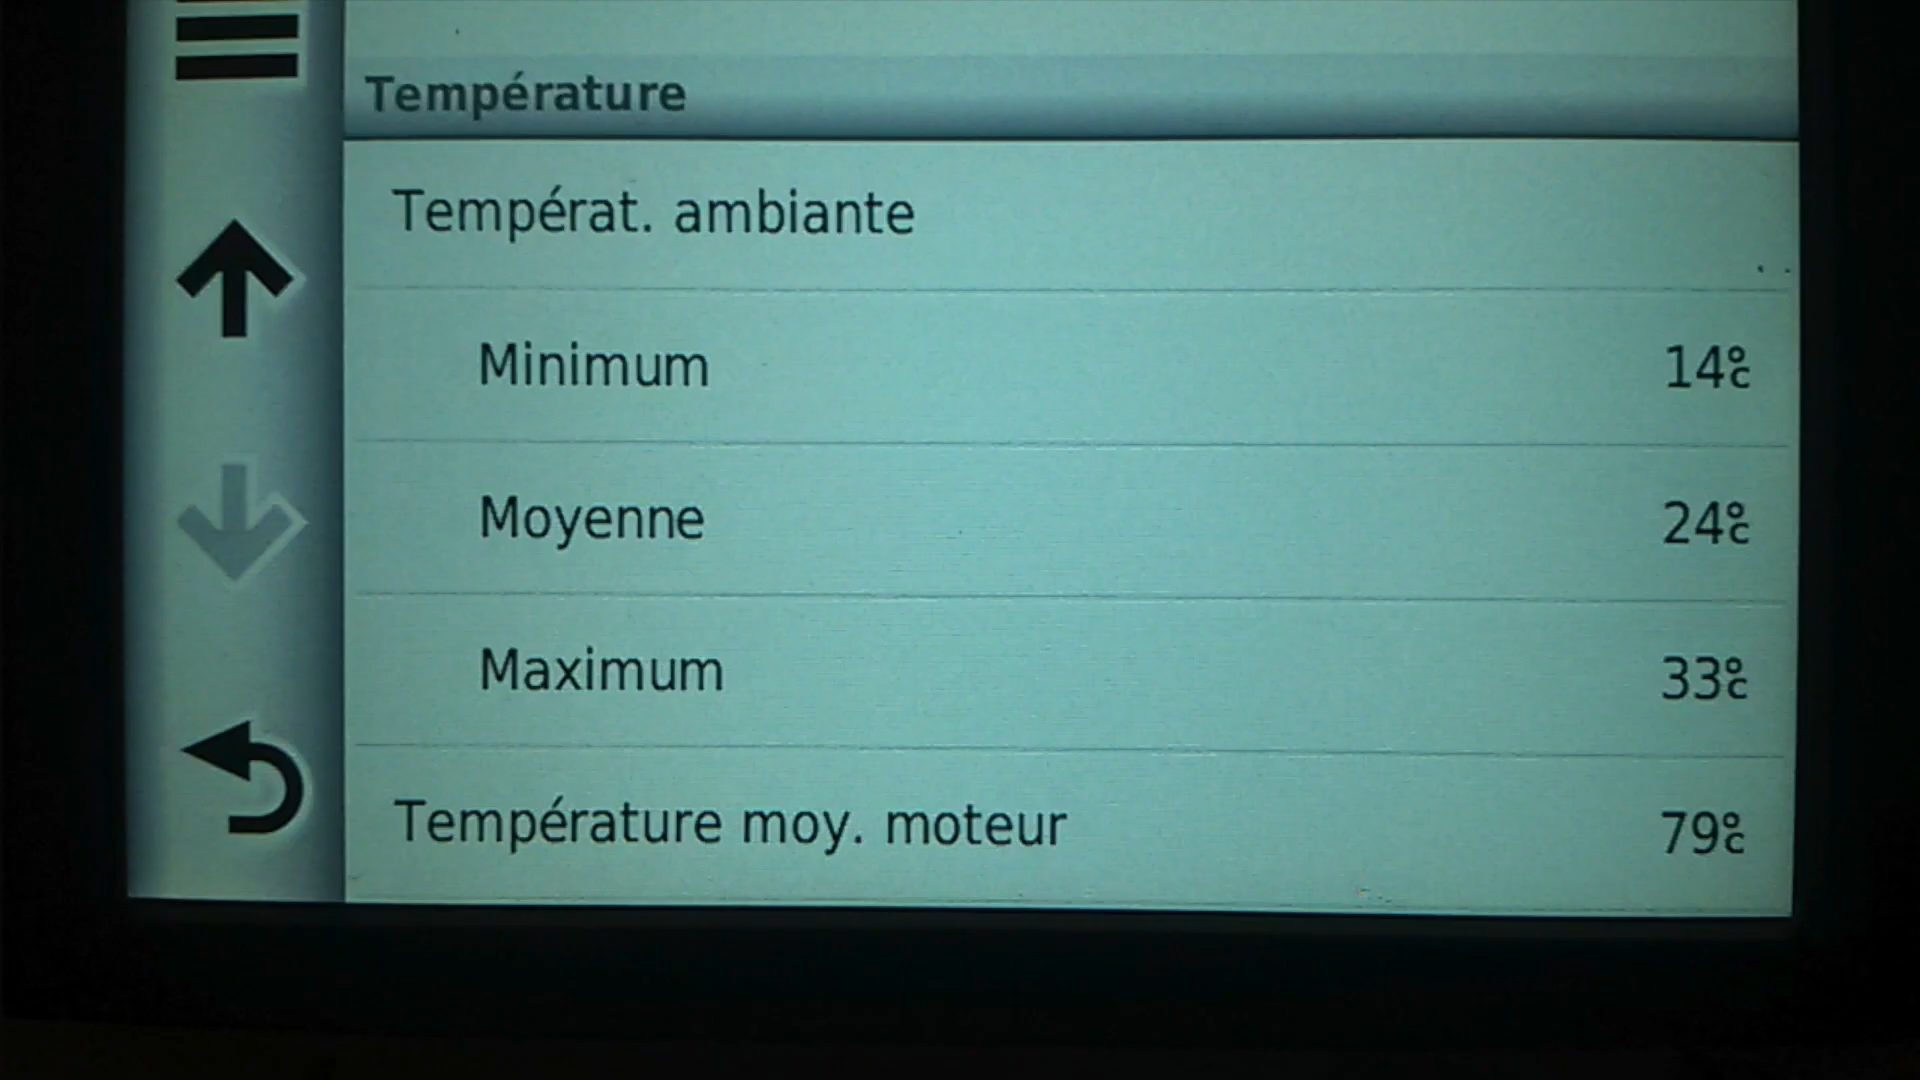 Température
Températ. ambiante
Minimum 14°C
Moyenne 24°C
Maximum 33°C
Température moy. moteur 79°C